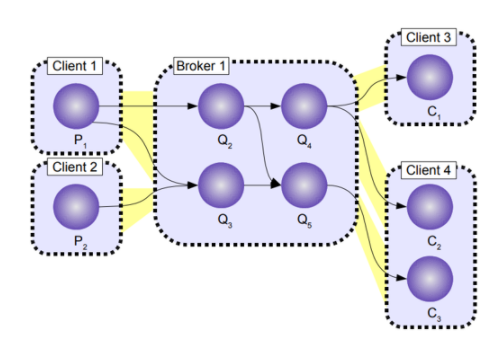 Client 1
P1
Client 2
P2
Broker 1
Q2
Q4
Q3
Q5
Client 3
C1
Client 4
C2
C3